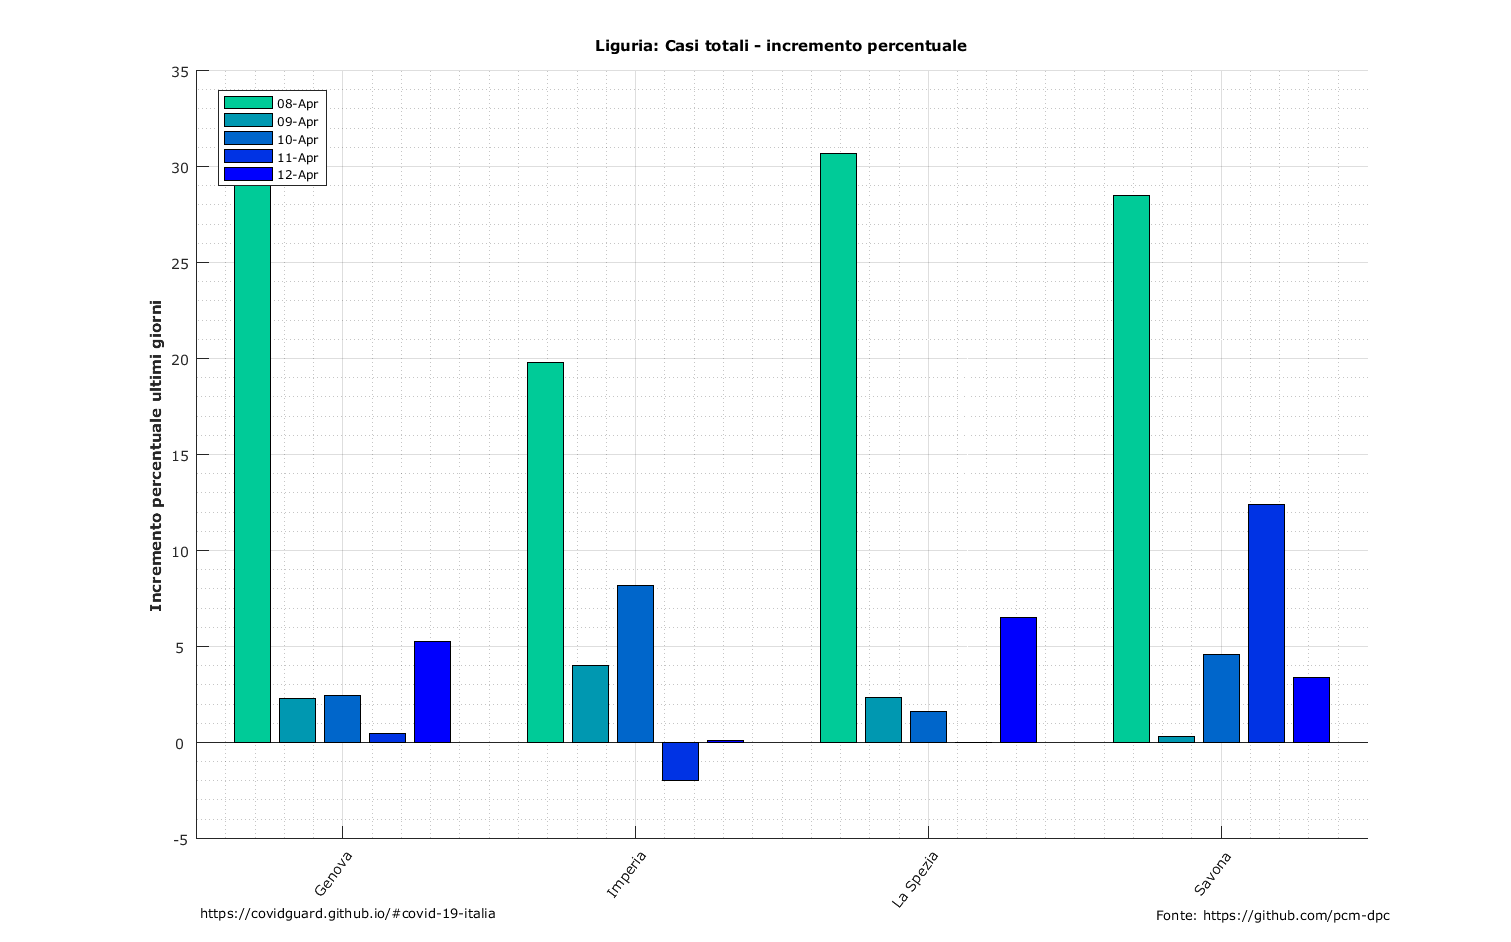 Liguria: Casi totali - incremento percentuale
35
30
25
20
15
10
5
0
-5
Incremento percentuale ultimi giorni
08-Apr
09-Apr
10-Apr
11-Apr
12-Apr
Genova
Imperia
La Spezia
Savona
https://covidguard.github.io/#covid-19-italia
Fonte: https://github.com/pcm-dpc